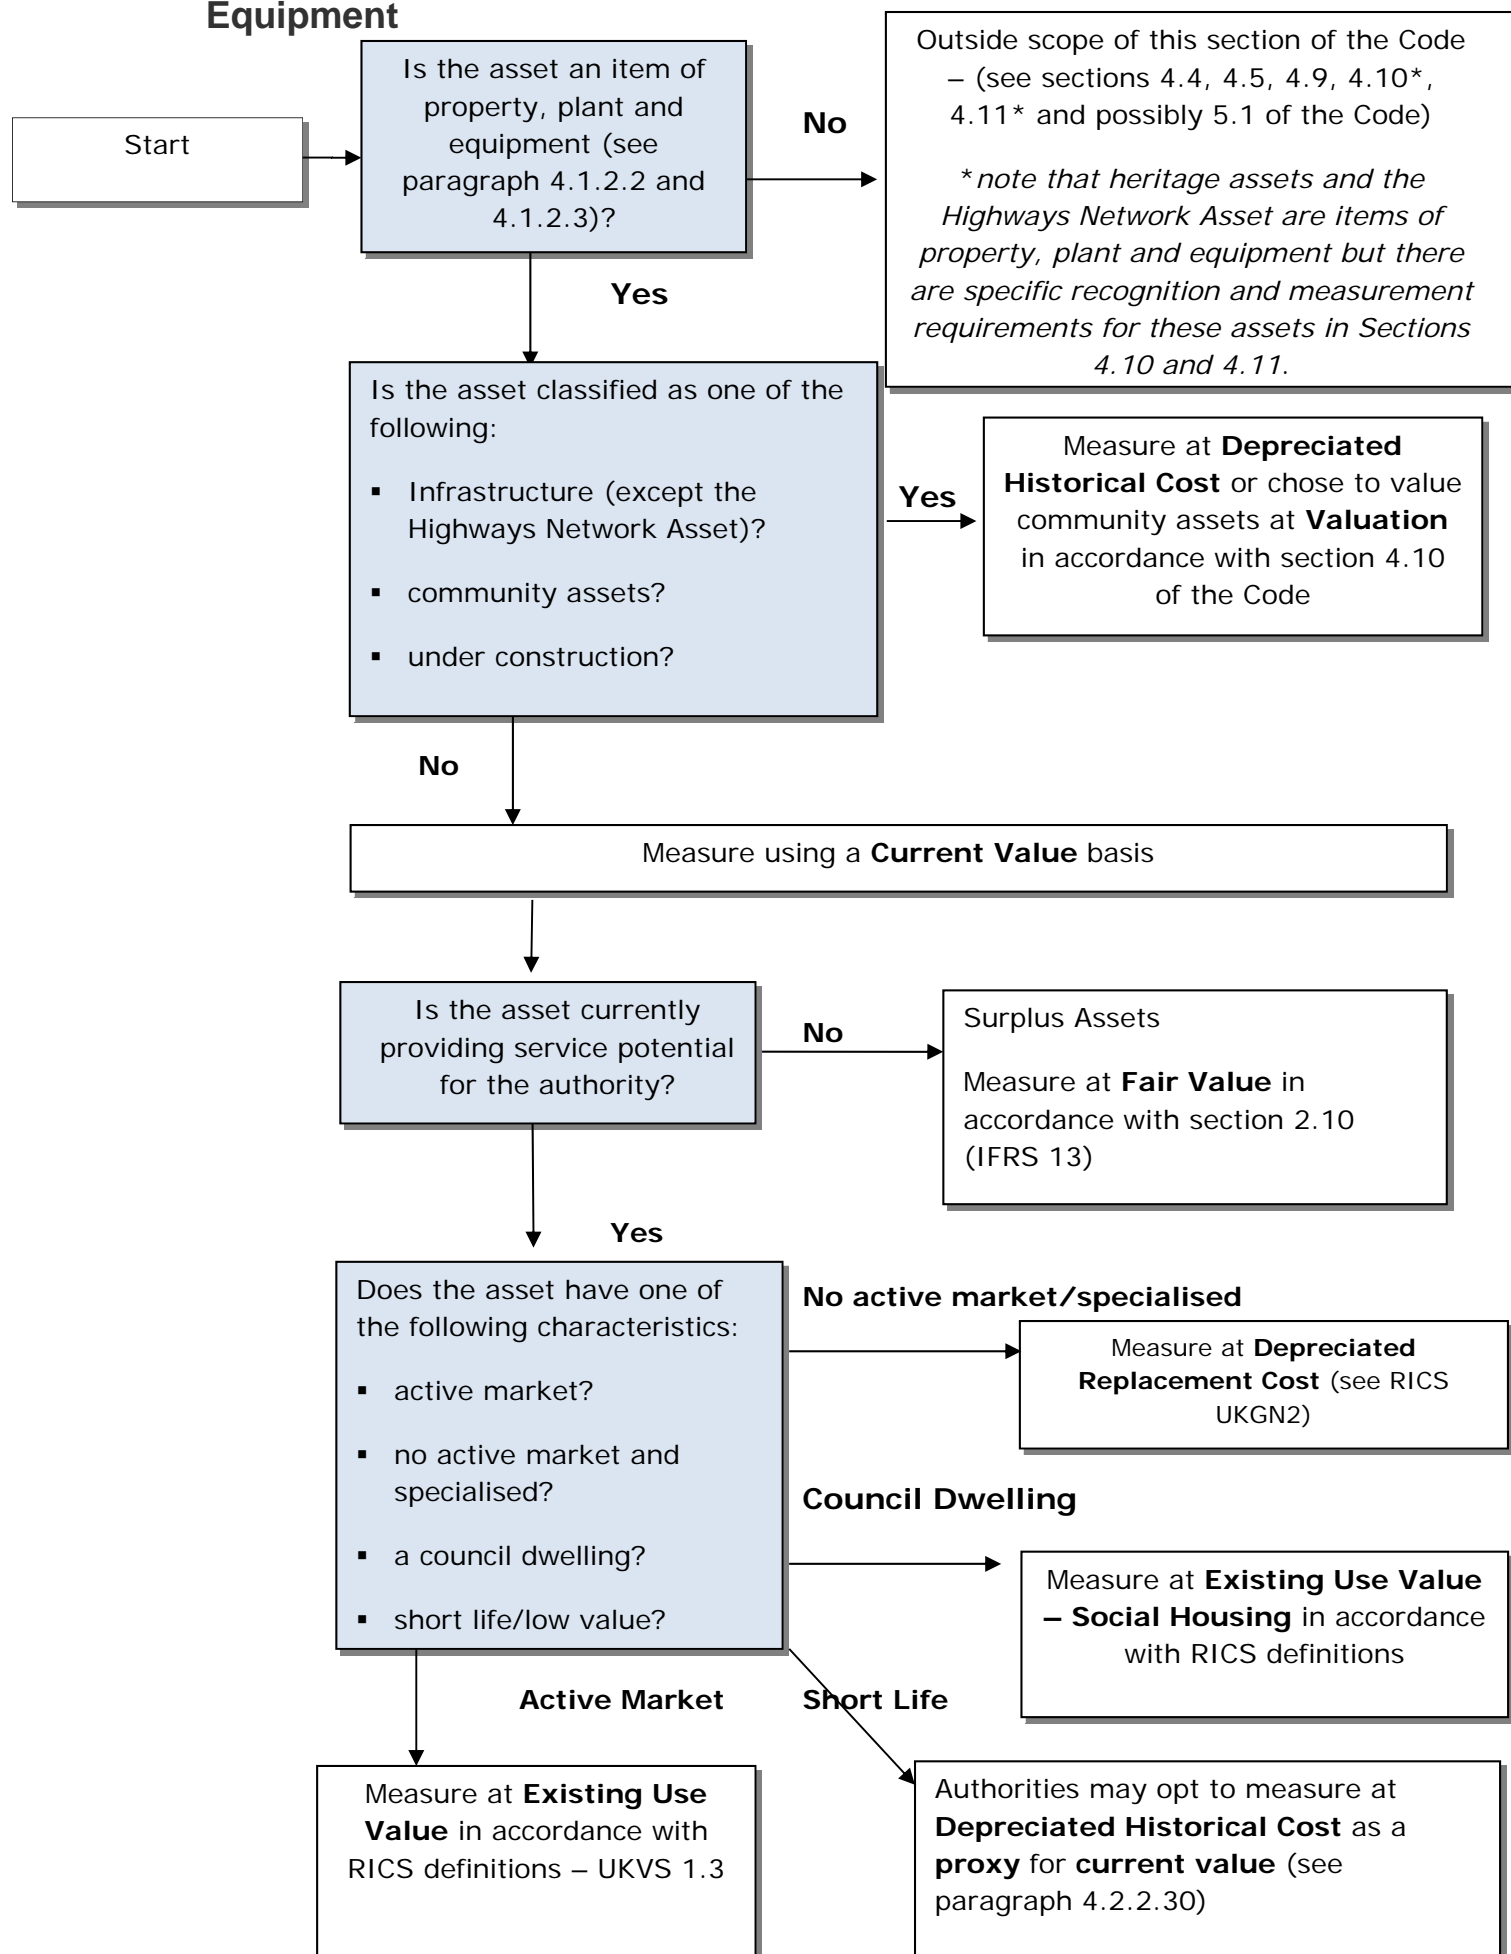 Equipment
Start
Is the asset an item of
property, plant and
equipment (see
paragraph 4.1.2.2 and
4.1.2.3)?
No
Outside scope of this section of the Code
– (see sections 4.4, 4.5, 4.9, 4.10*,
4.11* and possibly 5.1 of the Code)
*note that heritage assets and the
Highways Network Asset are items of
property, plant and equipment but there
are specific recognition and measurement
requirements for these assets in Sections
4.10 and 4.11.
Yes
Is the asset classified as one of the
following:
▪ Infrastructure (except the
Highways Network Asset)?
▪ community assets?
▪ under construction?
Yes
Measure at Depreciated
Historical Cost or chose to value
community assets at Valuation
in accordance with section 4.10
of the Code
No
Measure using a Current Value basis
Is the asset currently
providing service potential
for the authority?
No
Surplus Assets
Measure at Fair Value in
accordance with section 2.10
(IFRS 13)
Yes
Does the asset have one of
the following characteristics:
▪ active market?
▪ no active market and
specialised?
▪ a council dwelling?
▪ short life/low value?
No active market/specialised
Measure at Depreciated
Replacement Cost (see RICS
UKGN2)
Council Dwelling
Measure at Existing Use Value
– Social Housing in accordance
with RICS definitions
Active Market
Short Life
Measure at Existing Use
Value in accordance with
RICS definitions – UKVS 1.3
Authorities may opt to measure at
Depreciated Historical Cost as a
proxy for current value (see
paragraph 4.2.2.30)